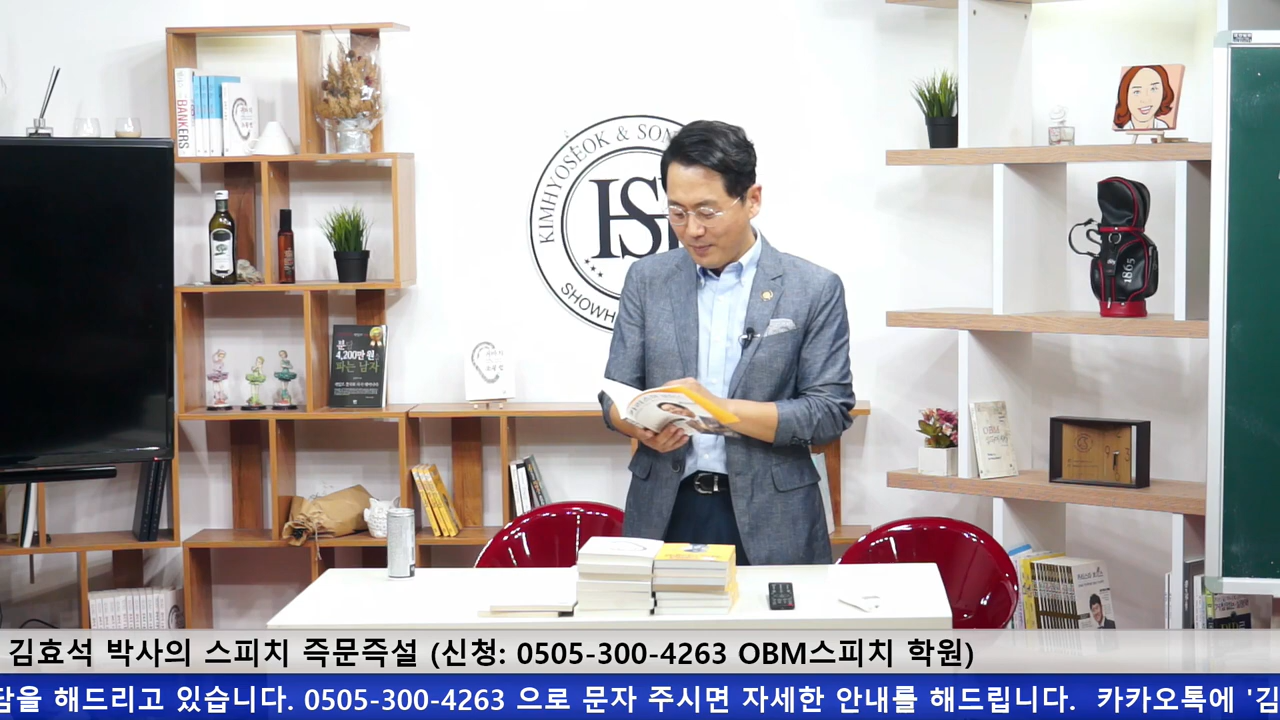 BANKERS
KIMHYOSEOK & SON
HS
SHOWH
분당
4,200만 원을
파는 남자
1865
김효석 박사의 스피치 즉문즉설 (신청: 0505-300-4263 OBM스피치 학원)
담을 해드리고 있습니다. 0505-300-4263 으로 문자 주시면 자세한 안내를 해드립니다. 카카오톡에 '김